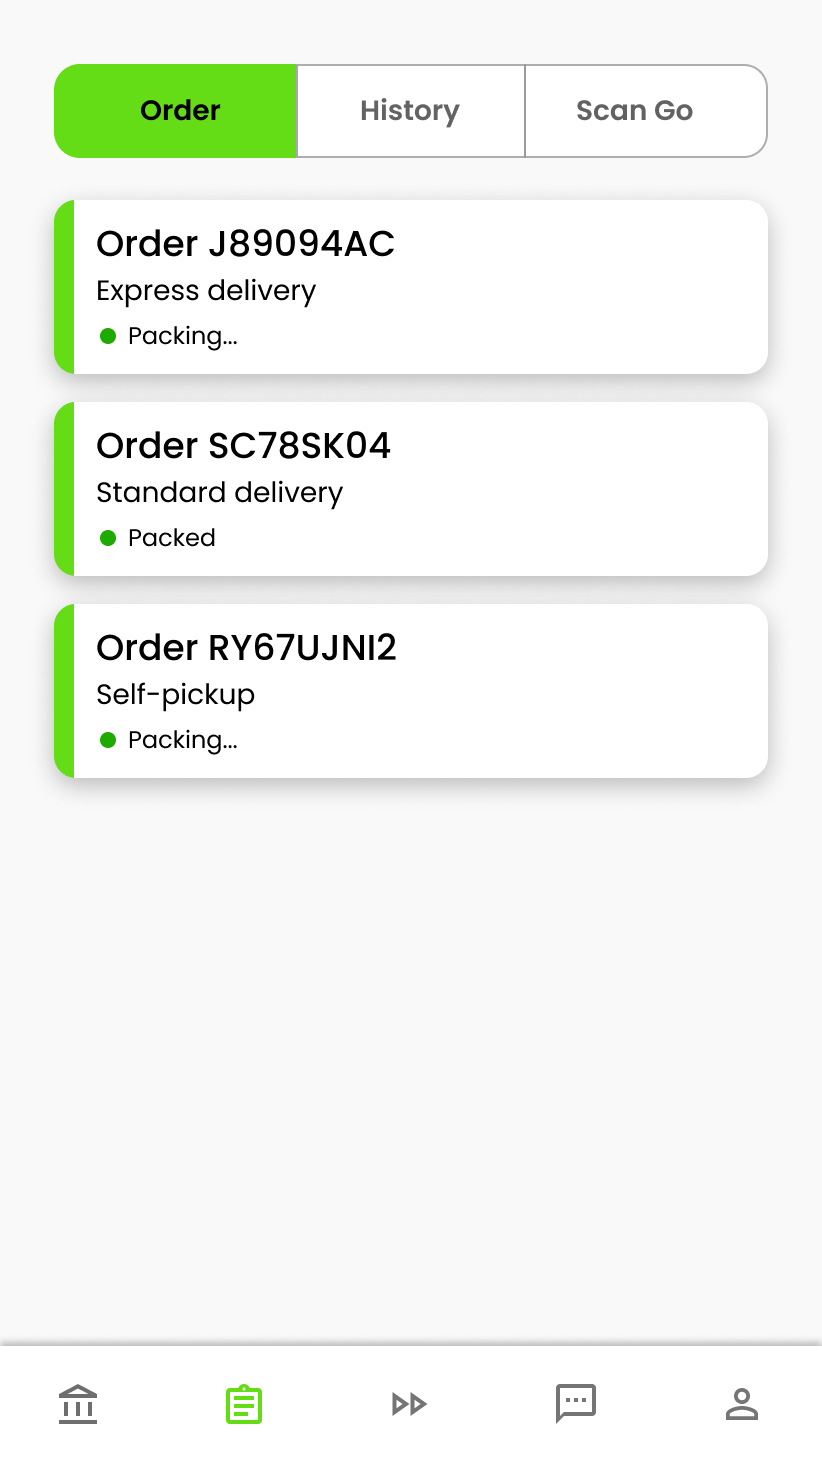 Order History Scan Go
Order J89094AC
Express delivery
Packing...
Order SC78SK04
Standard delivery
Packed
Order RY67UJNI2
Self-pickup
Packing...